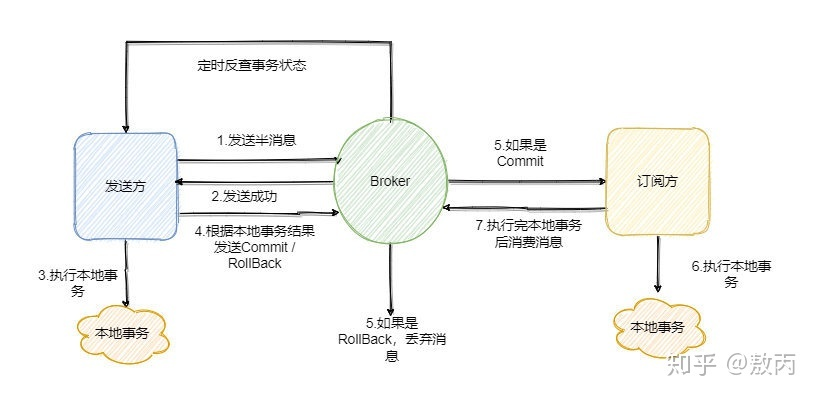 定时反查事务状态
1.发送半消息
发送方
2.发送成功
4.根据本地事务结果
发送Commit /
RollBack
3.执行本地事
务
本地事务
Broker
5.如果是
Commit
5.如果是
RollBack，丢弃消
息
订阅方
7.执行完本地事务
后消费消息
6.执行本地事
务
本地事务
知乎 @敖丙